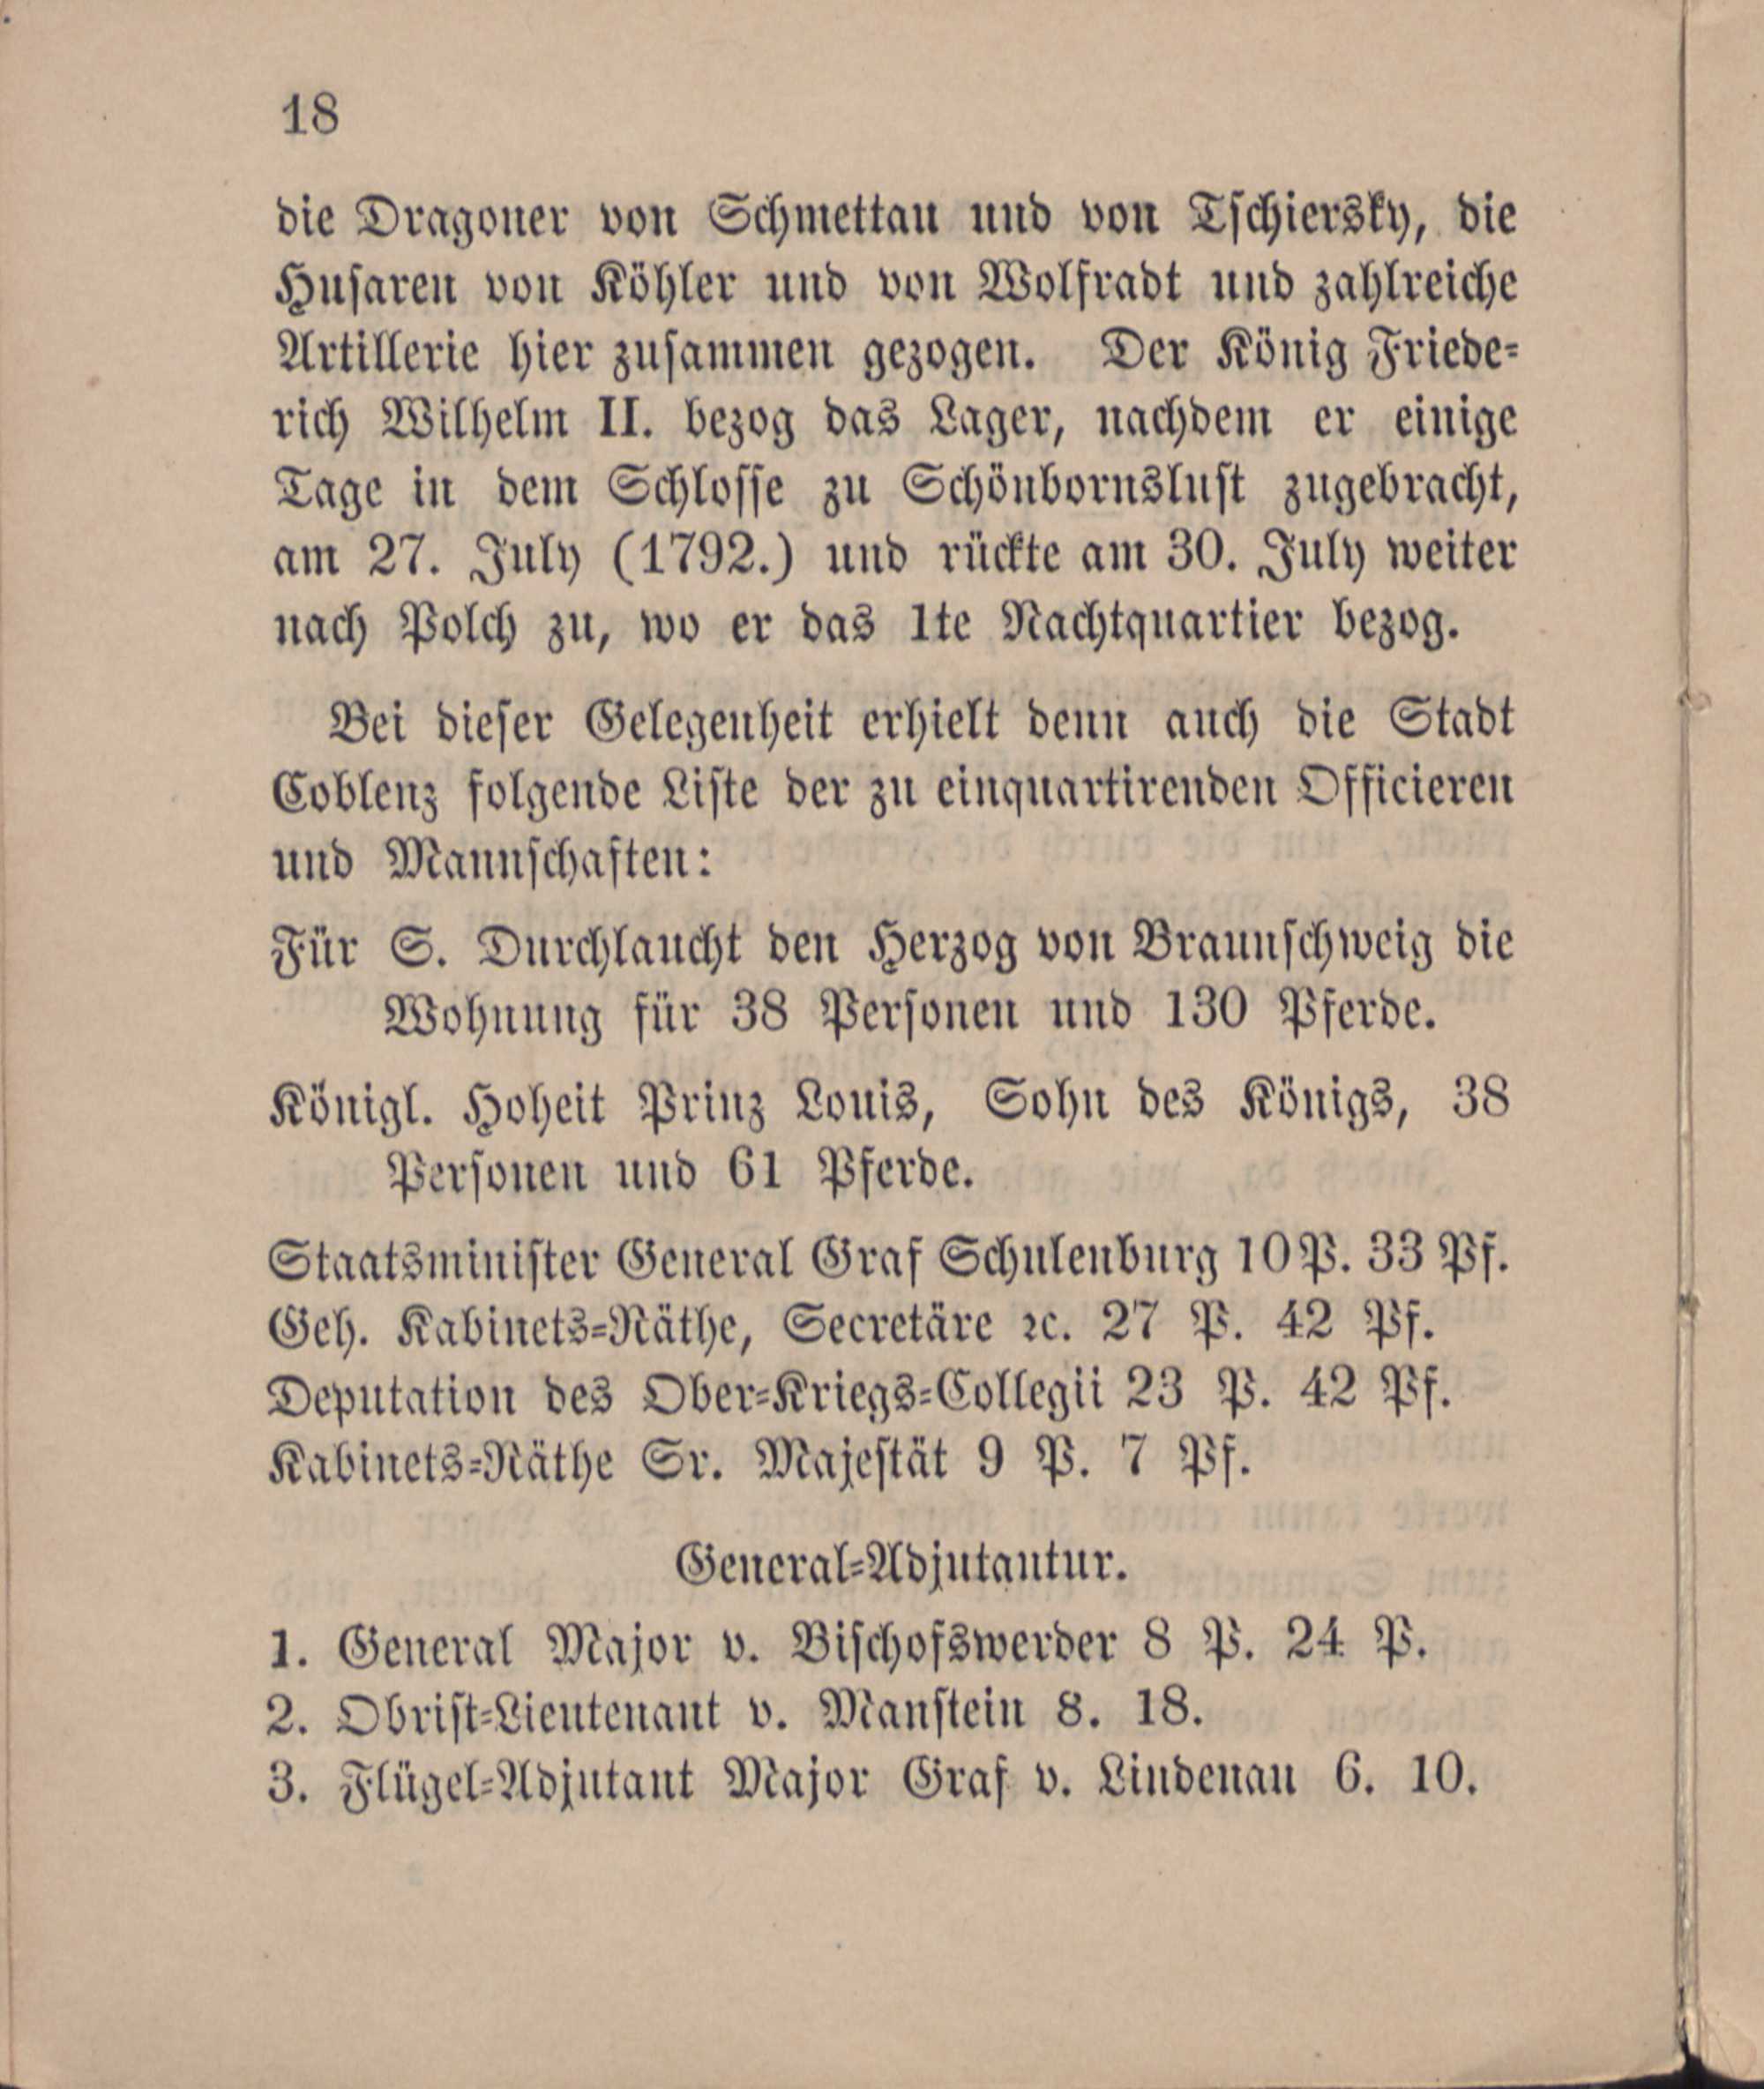 18
die Dragoner von Schmettau und von Tschiersky, die
Husaren von Köhler und von Wolfradt und zahlreiche
Artillerie hier zusammen gezogen. Der König Friede-
rich Wilhelm II. bezog das Lager, nachdem er einige
Tage in dem Schlosse zu Schönbornslust zugebracht,
am 27. July (1792.) und rückte am 30. July weiter
nach Polch zu, wo er das 1te Nachtquartier bezog.
Bei dieser Gelegenheit erhielt denn auch die Stadt
Coblenz folgende Liste der zu einquartirenden Officieren
und Mannschaften:
Für S. Durchlaucht den Herzog von Braunschweig die
Wohnung für 38 Personen und 130 Pferde.
Königl. Hoheit Prinz Louis, Sohn des Königs, 38
Personen und 61 Pferde.
Staatsminister General Graf Schulenburg 10 P. 33 Pf.
Geh. Kabinets-Räthe, Secretäre ꝛc. 27 P. 42 Pf.
Deputation des Ober-Kriegs-Collegii 23 P. 42 Pf.
Kabinets-Räthe Sr. Majestät 9 P. 7 Pf.
General-Adjutantur.
1. General Major v. Bischofswerder 8 P. 24 P.
2. Obrist-Lieutenant v. Manstein 8. 18.
3. Flügel-Adjutant Major Graf v. Lindenau 6. 10.